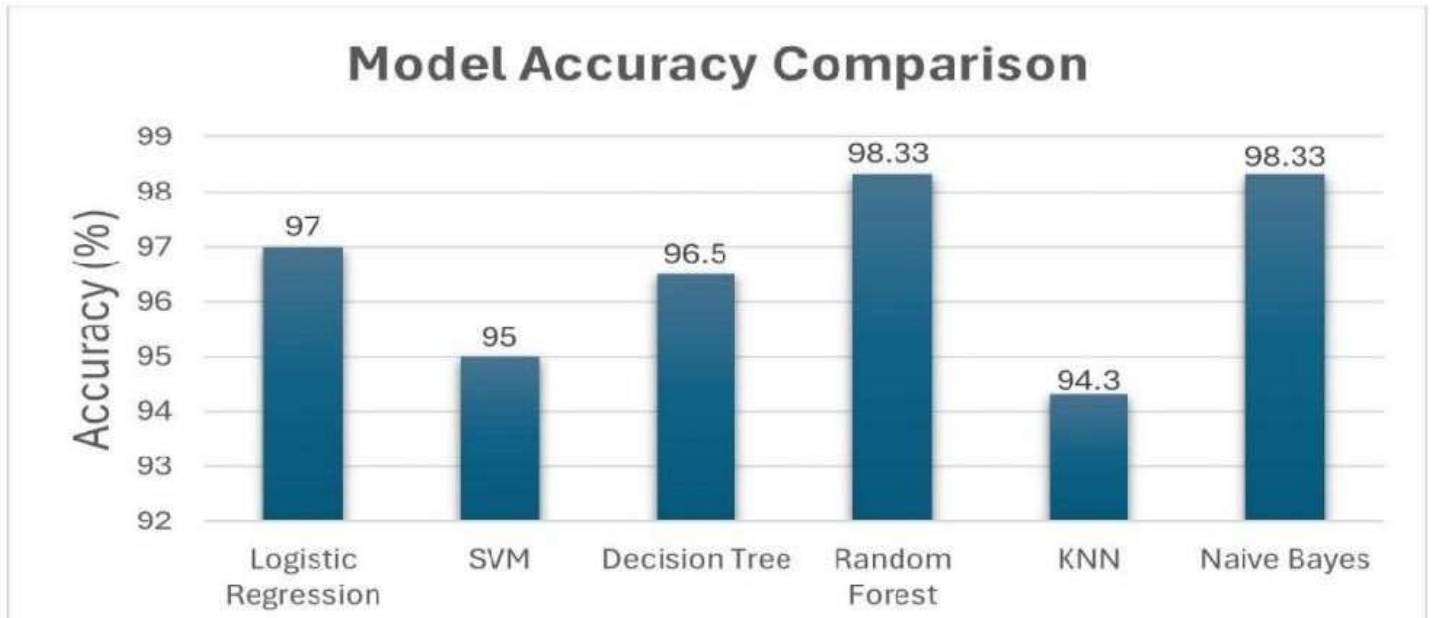 Model Accuracy Comparison
Accuracy (%)
99
98
97
96
95
94
93
92
97
95
96.5
98.33
94.3
98.33
Logistic
Regression
SVM
Decision Tree
Random
Forest
KNN
Naive Bayes